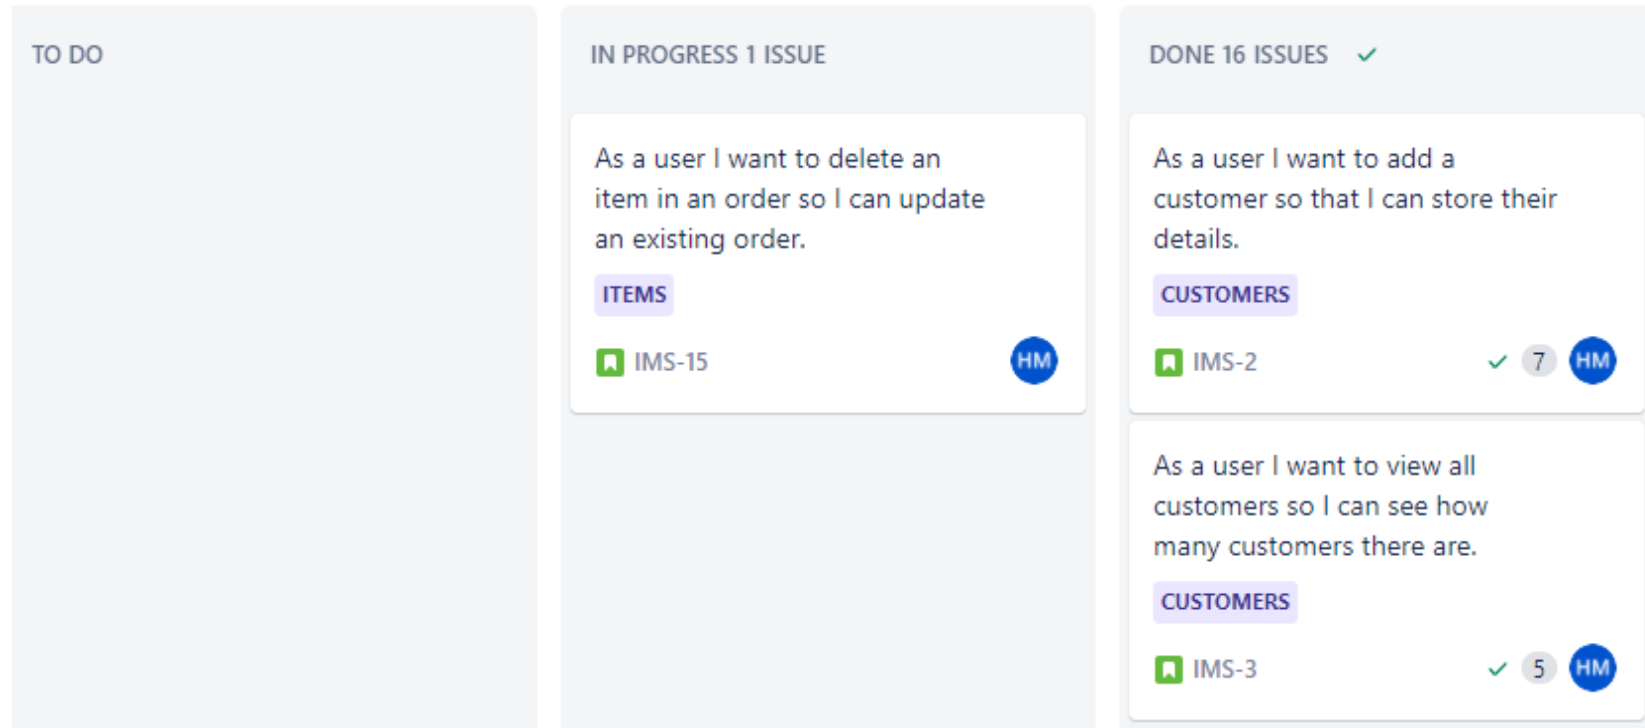 TO DO
IN PROGRESS 1 ISSUE
As a user I want to delete an
item in an order so I can update
an existing order.
ITEMS
IMS-15
HM
DONE 16 ISSUES
As a user I want to add a
customer so that I can store their
details.
CUSTOMERS
IMS-2
7
HM
As a user I want to view all
customers so I can see how
many customers there are.
CUSTOMERS
IMS-3
5
HM